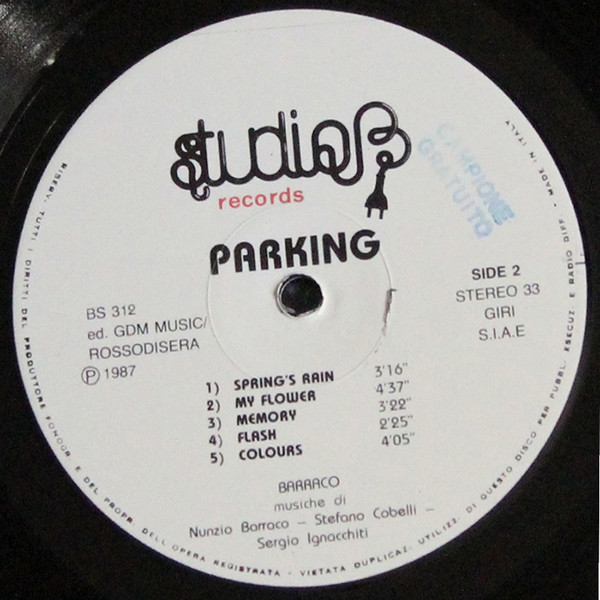 studio B
records
CAMPIONE
GRATUITO
PARKING
BS 312
ed. GDM MUSIC/
ROSSODISERA
Ⓟ 1987
SIDE 2
STEREO 33
GIRI
S.I.A.E
1) SPRING'S RAIN 3'16"
2) MY FLOWER 4'37"
3) MEMORY 3'22"
4) FLASH 2'25"
5) COLOURS 4'05"
BARRACO
musiche di
Nunzio Barraco – Stefano Cabelli –
Sergio Ignacchiti
RISERV. TUTTI I DIRITTI DEL PRODUTTORE FONOGR. E DEL PROPR. DELL'OPERA REGISTRATA - VIETATA DUPLICAZ. UTILIZZ. DI QUESTO DISCO PER PUBBL. ESECUZ. E RADIO DIFF. - MADE IN ITALY